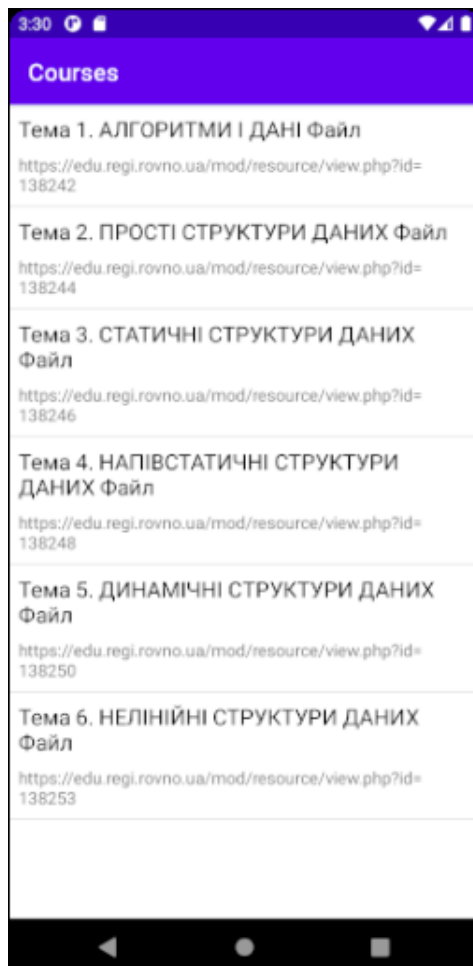 3:30
Courses
Тема 1. АЛГОРИТМИ І ДАНІ Файл
https://edu.regi.rovno.ua/mod/resource/view.php?id=
138242
Тема 2. ПРОСТІ СТРУКТУРИ ДАНИХ Файл
https://edu.regi.rovno.ua/mod/resource/view.php?id=
138244
Тема 3. СТАТИЧНІ СТРУКТУРИ ДАНИХ
Файл
https://edu.regi.rovno.ua/mod/resource/view.php?id=
138246
Тема 4. НАПІВСТАТИЧНІ СТРУКТУРИ
ДАНИХ Файл
https://edu.regi.rovno.ua/mod/resource/view.php?id=
138248
Тема 5. ДИНАМІЧНІ СТРУКТУРИ ДАНИХ
Файл
https://edu.regi.rovno.ua/mod/resource/view.php?id=
138250
Тема 6. НЕЛІНІЙНІ СТРУКТУРИ ДАНИХ
Файл
https://edu.regi.rovno.ua/mod/resource/view.php?id=
138253